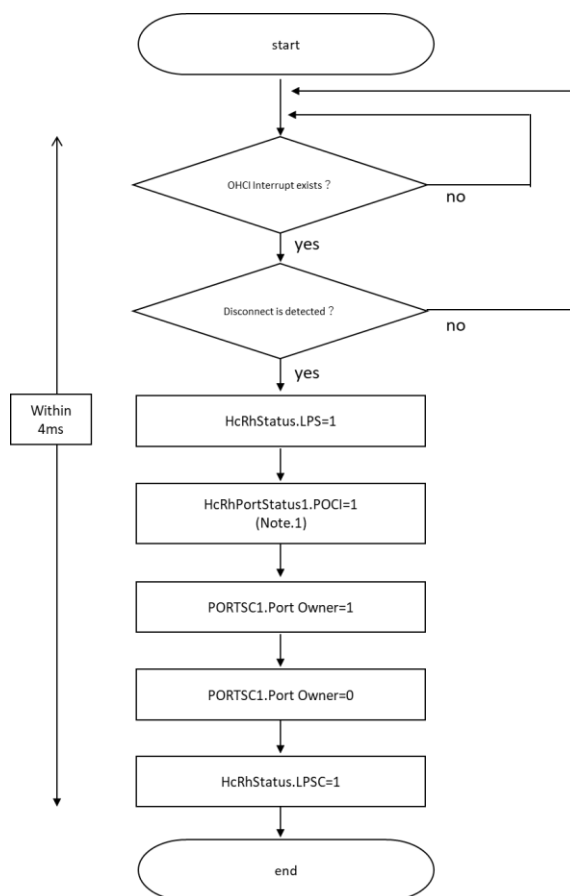 start
OHCI Interrupt exists？
no
yes
Disconnect is detected？
no
yes
Within
4ms
HcRhStatus.LPS=1
HcRhPortStatus1.POCI=1
(Note.1)
PORTSC1.Port Owner=1
PORTSC1.Port Owner=0
HcRhStatus.LPSC=1
end